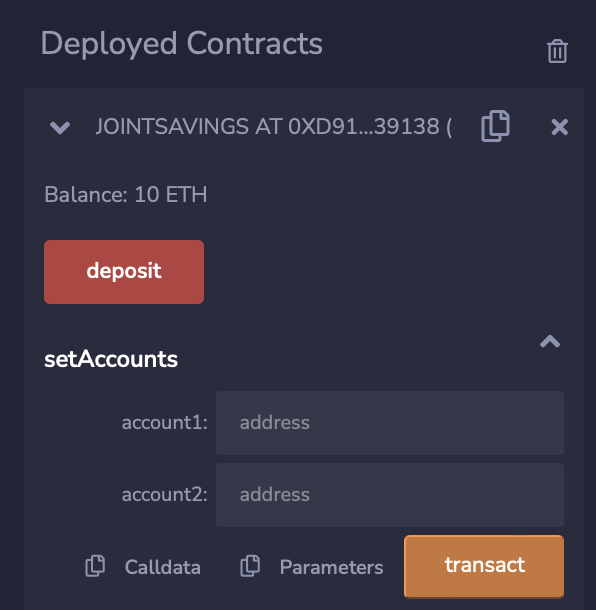 Deployed Contracts
JOINTSAVINGS AT 0XD91...39138 (
Balance: 10 ETH
deposit
setAccounts
account1: address
account2: address
Calldata Parameters transact